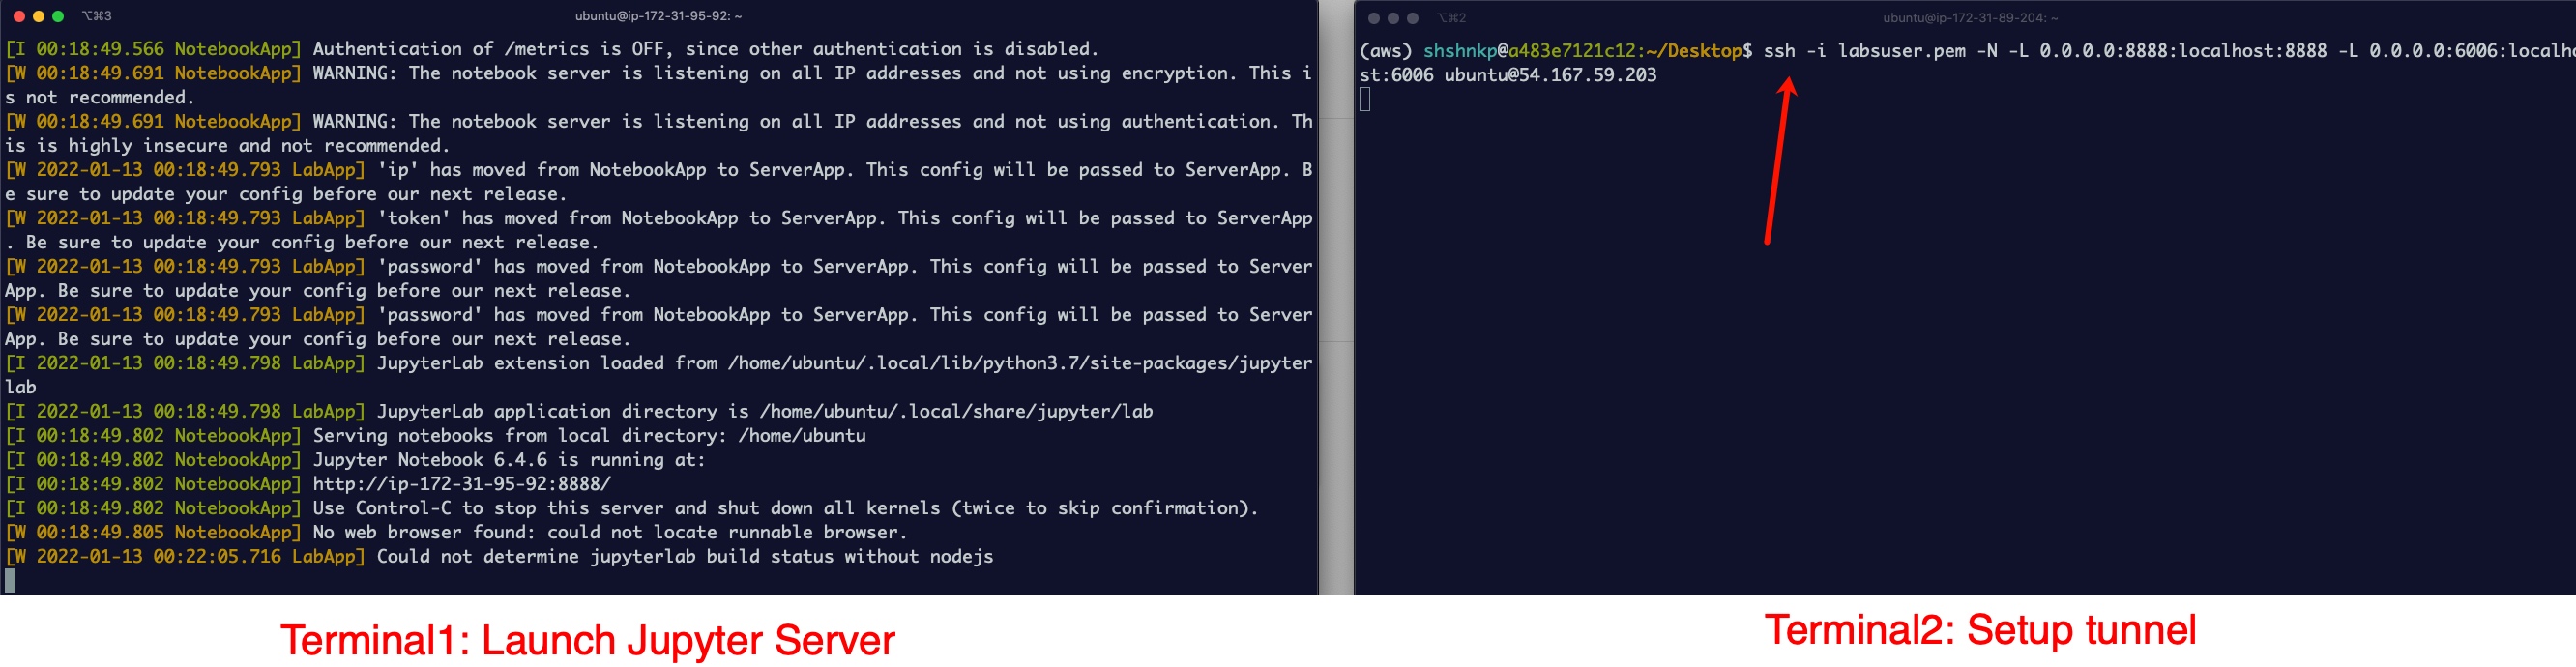 ⌥⌘3 ubuntu@ip-172-31-95-92: ~
[I 00:18:49.566 NotebookApp] Authentication of /metrics is OFF, since other authentication is disabled.
[W 00:18:49.691 NotebookApp] WARNING: The notebook server is listening on all IP addresses and not using encryption. This i
s not recommended.
[W 00:18:49.691 NotebookApp] WARNING: The notebook server is listening on all IP addresses and not using authentication. Th
is is highly insecure and not recommended.
[W 2022-01-13 00:18:49.793 LabApp] 'ip' has moved from NotebookApp to ServerApp. This config will be passed to ServerApp. B
e sure to update your config before our next release.
[W 2022-01-13 00:18:49.793 LabApp] 'token' has moved from NotebookApp to ServerApp. This config will be passed to ServerApp
. Be sure to update your config before our next release.
[W 2022-01-13 00:18:49.793 LabApp] 'password' has moved from NotebookApp to ServerApp. This config will be passed to Server
App. Be sure to update your config before our next release.
[W 2022-01-13 00:18:49.793 LabApp] 'password' has moved from NotebookApp to ServerApp. This config will be passed to Server
App. Be sure to update your config before our next release.
[I 2022-01-13 00:18:49.798 LabApp] JupyterLab extension loaded from /home/ubuntu/.local/lib/python3.7/site-packages/jupyter
lab
[I 2022-01-13 00:18:49.798 LabApp] JupyterLab application directory is /home/ubuntu/.local/share/jupyter/lab
[I 00:18:49.802 NotebookApp] Serving notebooks from local directory: /home/ubuntu
[I 00:18:49.802 NotebookApp] Jupyter Notebook 6.4.6 is running at:
[I 00:18:49.802 NotebookApp] http://ip-172-31-95-92:8888/
[I 00:18:49.802 NotebookApp] Use Control-C to stop this server and shut down all kernels (twice to skip confirmation).
[W 00:18:49.805 NotebookApp] No web browser found: could not locate runnable browser.
[W 2022-01-13 00:22:05.716 LabApp] Could not determine jupyterlab build status without nodejs
Terminal1: Launch Jupyter Server
⌥⌘2 ubuntu@ip-172-31-89-204: ~
(aws) shshnkp@a483e7121c12:~/Desktop$ ssh -i labsuser.pem -N -L 0.0.0.0:8888:localhost:8888 -L 0.0.0.0:6006:localho
st:6006 ubuntu@54.167.59.203
Terminal2: Setup tunnel